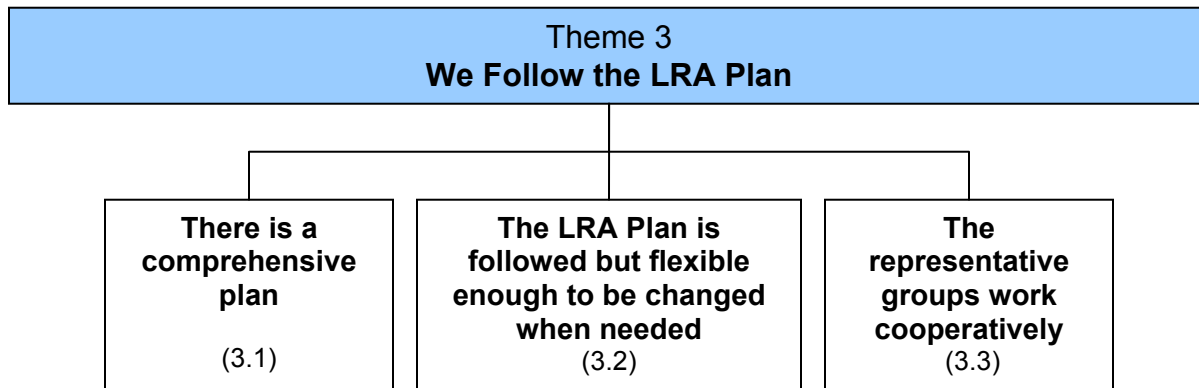 Theme 3
We Follow the LRA Plan
There is a
comprehensive
plan
(3.1)
The LRA Plan is
followed but flexible
enough to be changed
when needed
(3.2)
The
representative
groups work
cooperatively
(3.3)